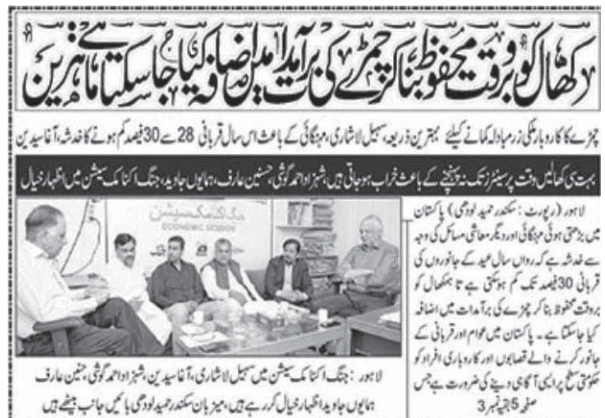 کھال کو بروقت محفوظ بنا کر چمڑے کی برآمدات میں اضافہ کیا جا سکتا ہے، ماہرین
چمڑے کا کاروبار ملکی زرمبادلہ کمانے کیلئے بہترین ذریعہ، سہیل لاشاری، مہنگائی کے باعث اس سال قربانی 28 سے 30 فیصد کم ہونے کا خدشہ، آغا سیدین
بہت سی کھالیں وقت پر سینٹرز تک نہ پہنچنے کے باعث خراب ہو جاتی ہیں، شہزاد احمد گوشی، حسنین عارف، ہمایوں جاوید، جنگ اکنامک سیشن میں اظہار خیال
لاہور (رپورٹ: سکندر حمید لودھی) پاکستان
میں بڑھتی ہوئی مہنگائی اور دیگر معاشی مسائل کی وجہ
سے خدشہ ہے کہ رواں سال عید کے جانوروں کی
قربانی 30 فیصد تک کم ہو سکتی ہے تاہم کھال کو
بروقت محفوظ بنا کر چمڑے کی برآمدات میں اضافہ
کیا جا سکتا ہے۔ پاکستان میں عوام اور قربانی کے
جانور کرنے والے قصابوں اور کاروباری افراد کو
حکومتی سطح پر ایسی آگاہی دینے کی ضرورت ہے جس
صفحہ 5 بقیہ نمبر 3
جنگ اکنامک سیشن
ECONOMIC SESSION
لاہور: جنگ اکنامک سیشن میں سہیل لاشاری، آغا سیدین، شہزاد احمد گوشی، حسنین عارف
ہمایوں جاوید اظہار خیال کر رہے ہیں، میزبان سکندر حمید لودھی بائیں جانب بیٹھے ہیں